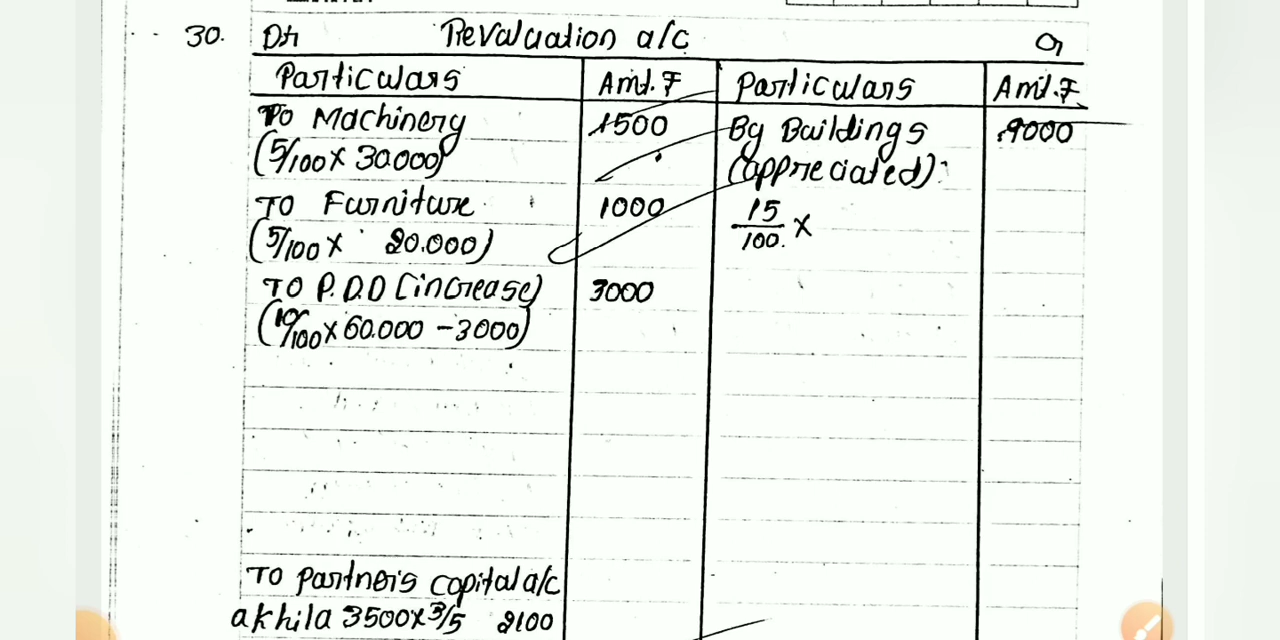 30. Dr Revaluation a/c Cr
Particulars Amt. ₹ Particulars Amt. ₹
To Machinery 1500 By Buildings 9000
(5/100 x 30.000) (appreciated):
To Furniture 1000 15/100 x
(5/100 x 20.000)
To P.D.D (increase) 3000
(10/100 x 60.000 - 3000)
To Partner's capital a/c
akhila 3500x3/5 2100